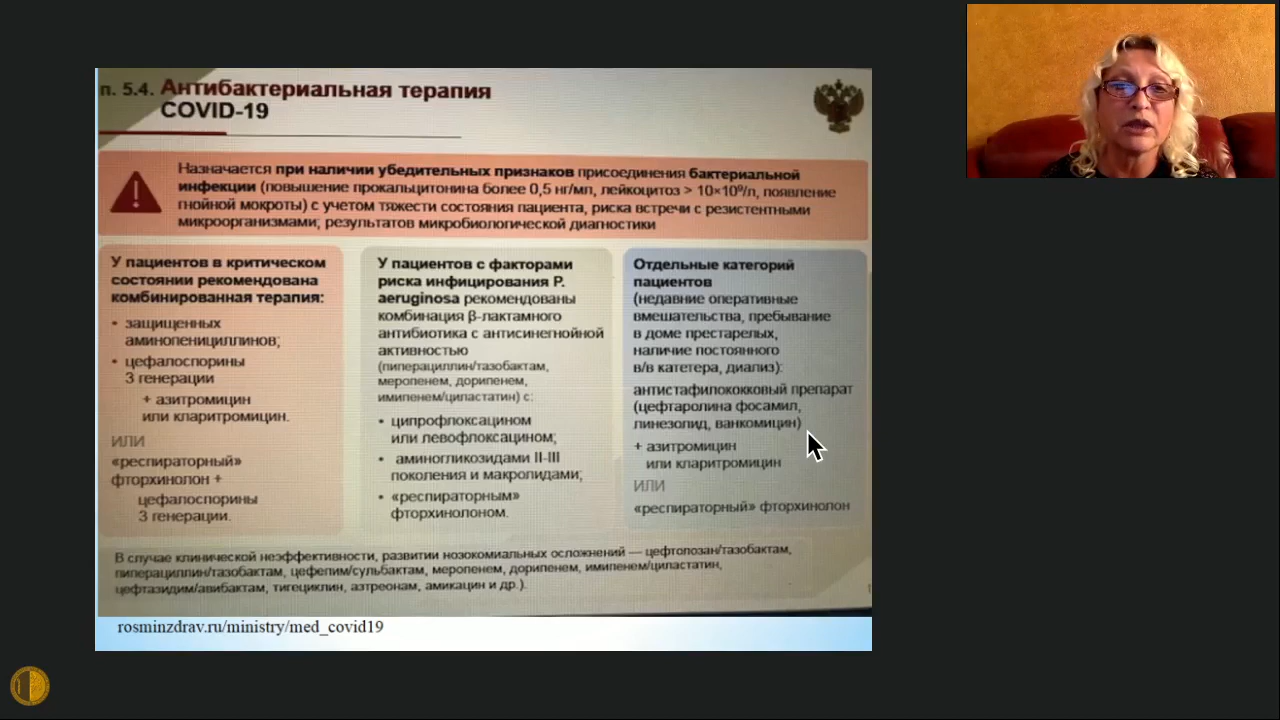 п. 5.4. Антибактериальная терапия
COVID-19
Назначается при наличии убедительных признаков присоединения бактериальной
инфекции (повышение прокальцитонина более 0,5 нг/мл, лейкоцитоз > 10×10⁹/л, появление
гнойной мокроты) с учетом тяжести состояния пациента, риска встречи с резистентными
микроорганизмами; результатов микробиологической диагностики
У пациентов в критическом
состоянии рекомендована
комбинированная терапия:
• защищенных
аминопенициллинов;
• цефалоспорины
3 генерации
+ азитромицин
или кларитромицин.
ИЛИ
«респираторный»
фторхинолон +
цефалоспорины
3 генерации.
У пациентов с факторами
риска инфицирования P.
aeruginosa рекомендованы
комбинация β-лактамного
антибиотика с антисинегнойной
активностью
(пиперациллин/тазобактам,
меропенем, дорипенем,
имипенем/циластатин) с:
• ципрофлоксацином
или левофлоксацином;
• аминогликозидами II-III
поколения и макролидами;
• «респираторным»
фторхинолоном.
Отдельные категорий
пациентов
(недавние оперативные
вмешательства, пребывание
в доме престарелых,
наличие постоянного
в/в катетера, диализ):
антистафилококковый препарат
(цефтаролина фосамил,
линезолид, ванкомицин)
+ азитромицин
или кларитромицин
ИЛИ
«респираторный» фторхинолон
В случае клинической неэффективности, развитии нозокомиальных осложнений — цефтолозан/тазобактам,
пиперациллин/тазобактам, цефепим/сульбактам, меропенем, дорипенем, имипенем/циластатин,
цефтазидим/авибактам, тигециклин, азтреонам, амикацин и др.).
rosminzdrav.ru/ministry/med_covid19